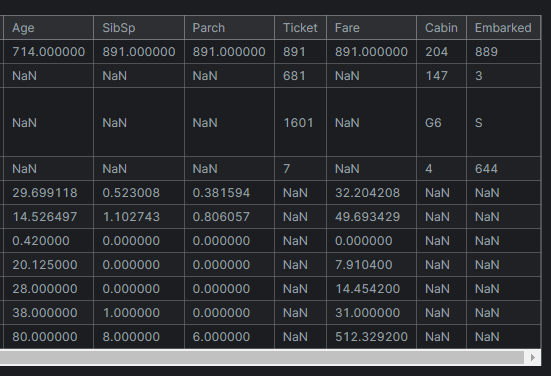 Age SibSp Parch Ticket Fare Cabin Embarked
714.000000 891.000000 891.000000 891 891.000000 204 889
NaN NaN NaN 681 NaN 147 3
NaN NaN NaN 1601 NaN G6 S
NaN NaN NaN 7 NaN 4 644
29.699118 0.523008 0.381594 NaN 32.204208 NaN NaN
14.526497 1.102743 0.806057 NaN 49.693429 NaN NaN
0.420000 0.000000 0.000000 NaN 0.000000 NaN NaN
20.125000 0.000000 0.000000 NaN 7.910400 NaN NaN
28.000000 0.000000 0.000000 NaN 14.454200 NaN NaN
38.000000 1.000000 0.000000 NaN 31.000000 NaN NaN
80.000000 8.000000 6.000000 NaN 512.329200 NaN NaN